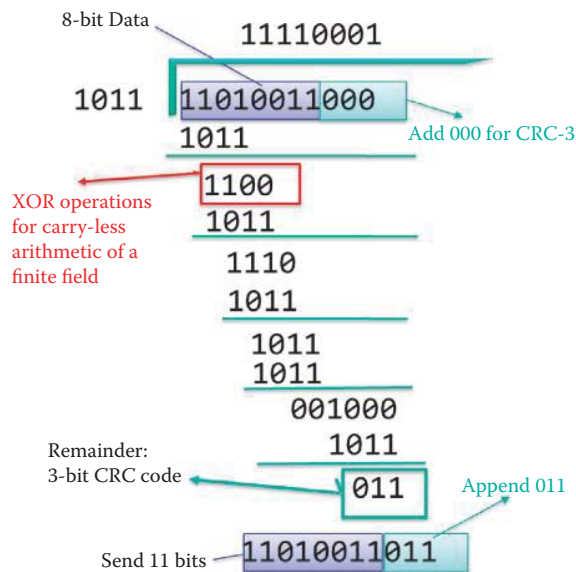 8-bit Data
11110001
1011
11010011000
Add 000 for CRC-3
1011
1100
XOR operations
for carry-less
arithmetic of a
finite field
1011
1110
1011
1011
1011
001000
1011
Remainder:
3-bit CRC code
011
Append 011
Send 11 bits
11010011011